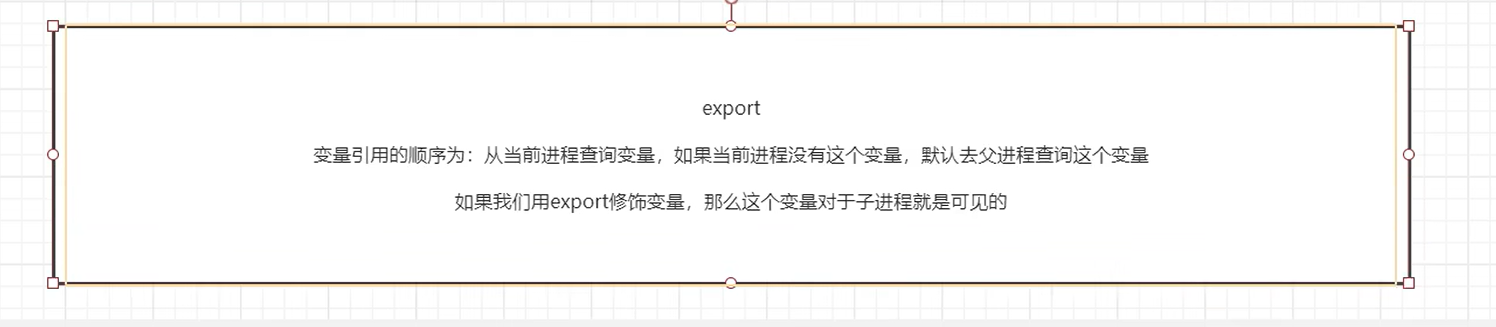 export
变量引用的顺序为：从当前进程查询变量，如果当前进程没有这个变量，默认去父进程查询这个变量
如果我们用export修饰变量，那么这个变量对于子进程就是可见的